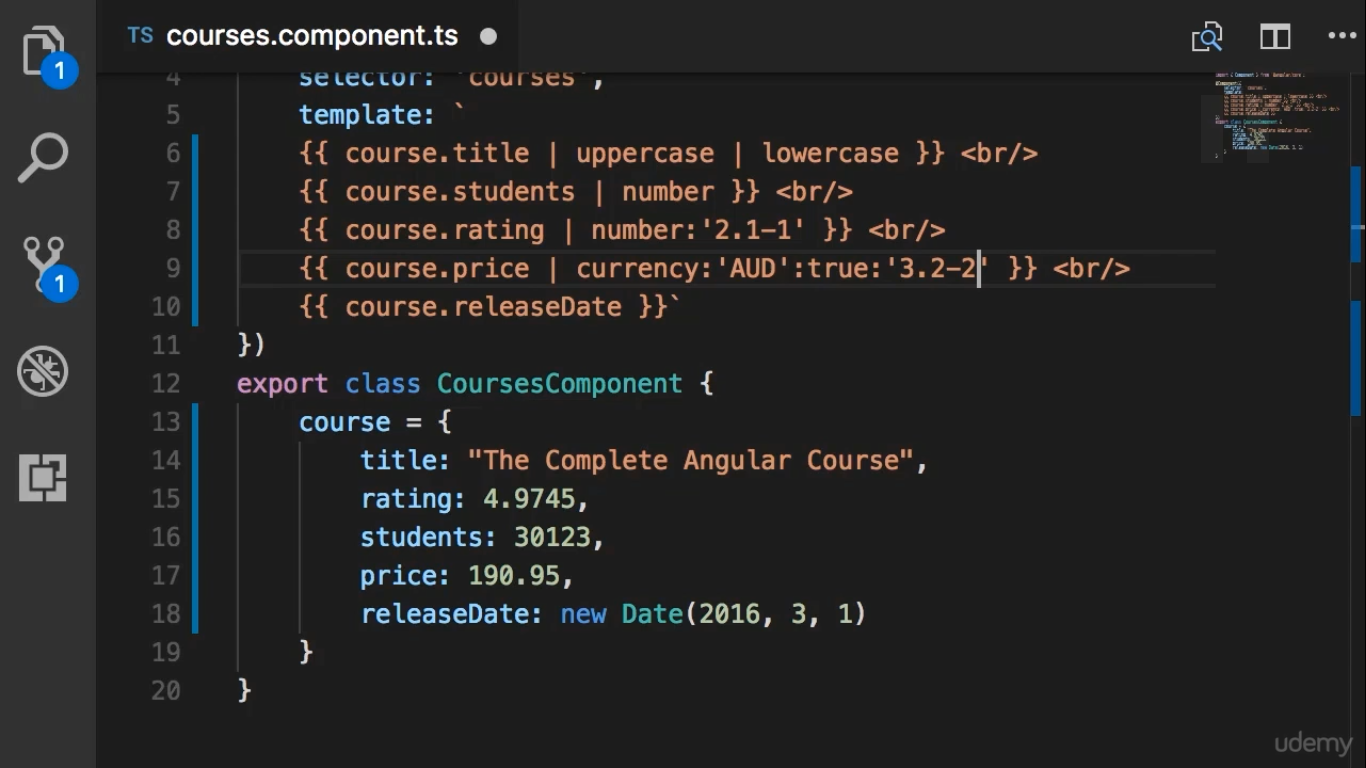 TS courses.component.ts
1
1
4 selector: 'courses',
5 template: `
6 {{ course.title | uppercase | lowercase }} <br/>
7 {{ course.students | number }} <br/>
8 {{ course.rating | number:'2.1-1' }} <br/>
9 {{ course.price | currency:'AUD':true:'3.2-2' }} <br/>
10 {{ course.releaseDate }}`
11 })
12 export class CoursesComponent {
13 course = {
14 title: "The Complete Angular Course",
15 rating: 4.9745,
16 students: 30123,
17 price: 190.95,
18 releaseDate: new Date(2016, 3, 1)
19 }
20 }
udemy